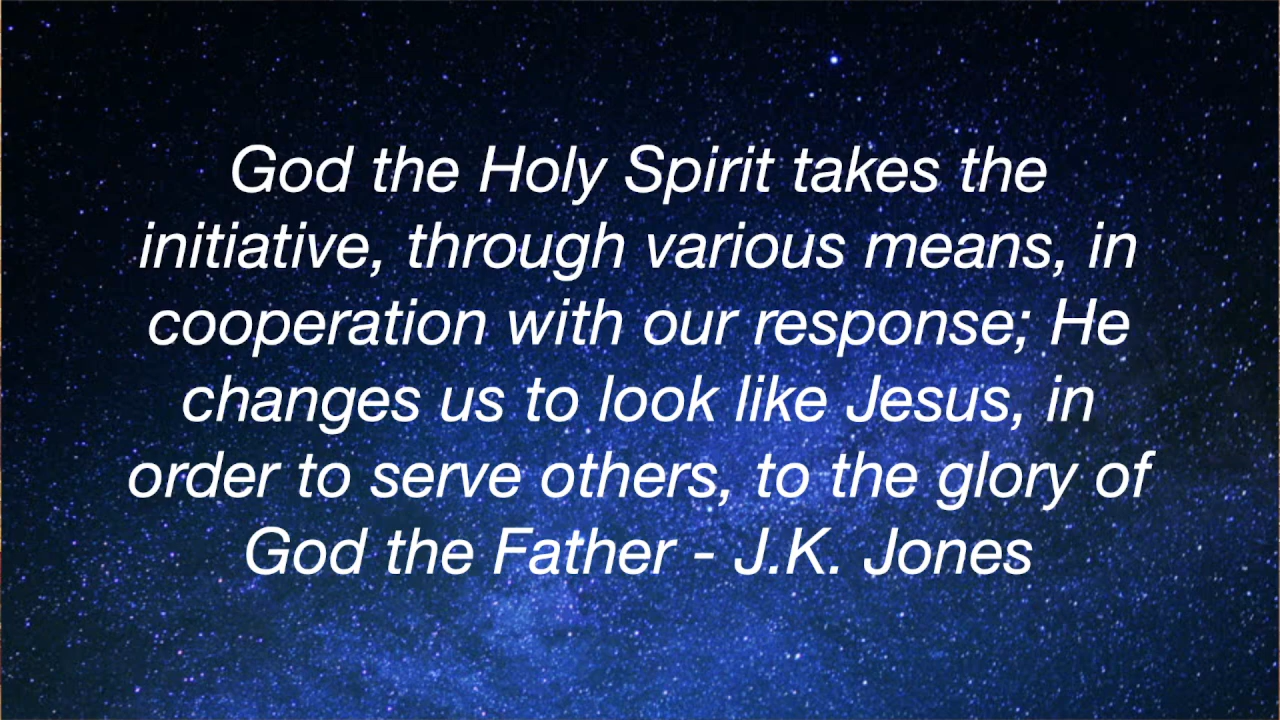 God the Holy Spirit takes the
initiative, through various means, in
cooperation with our response; He
changes us to look like Jesus, in
order to serve others, to the glory of
God the Father - J.K. Jones